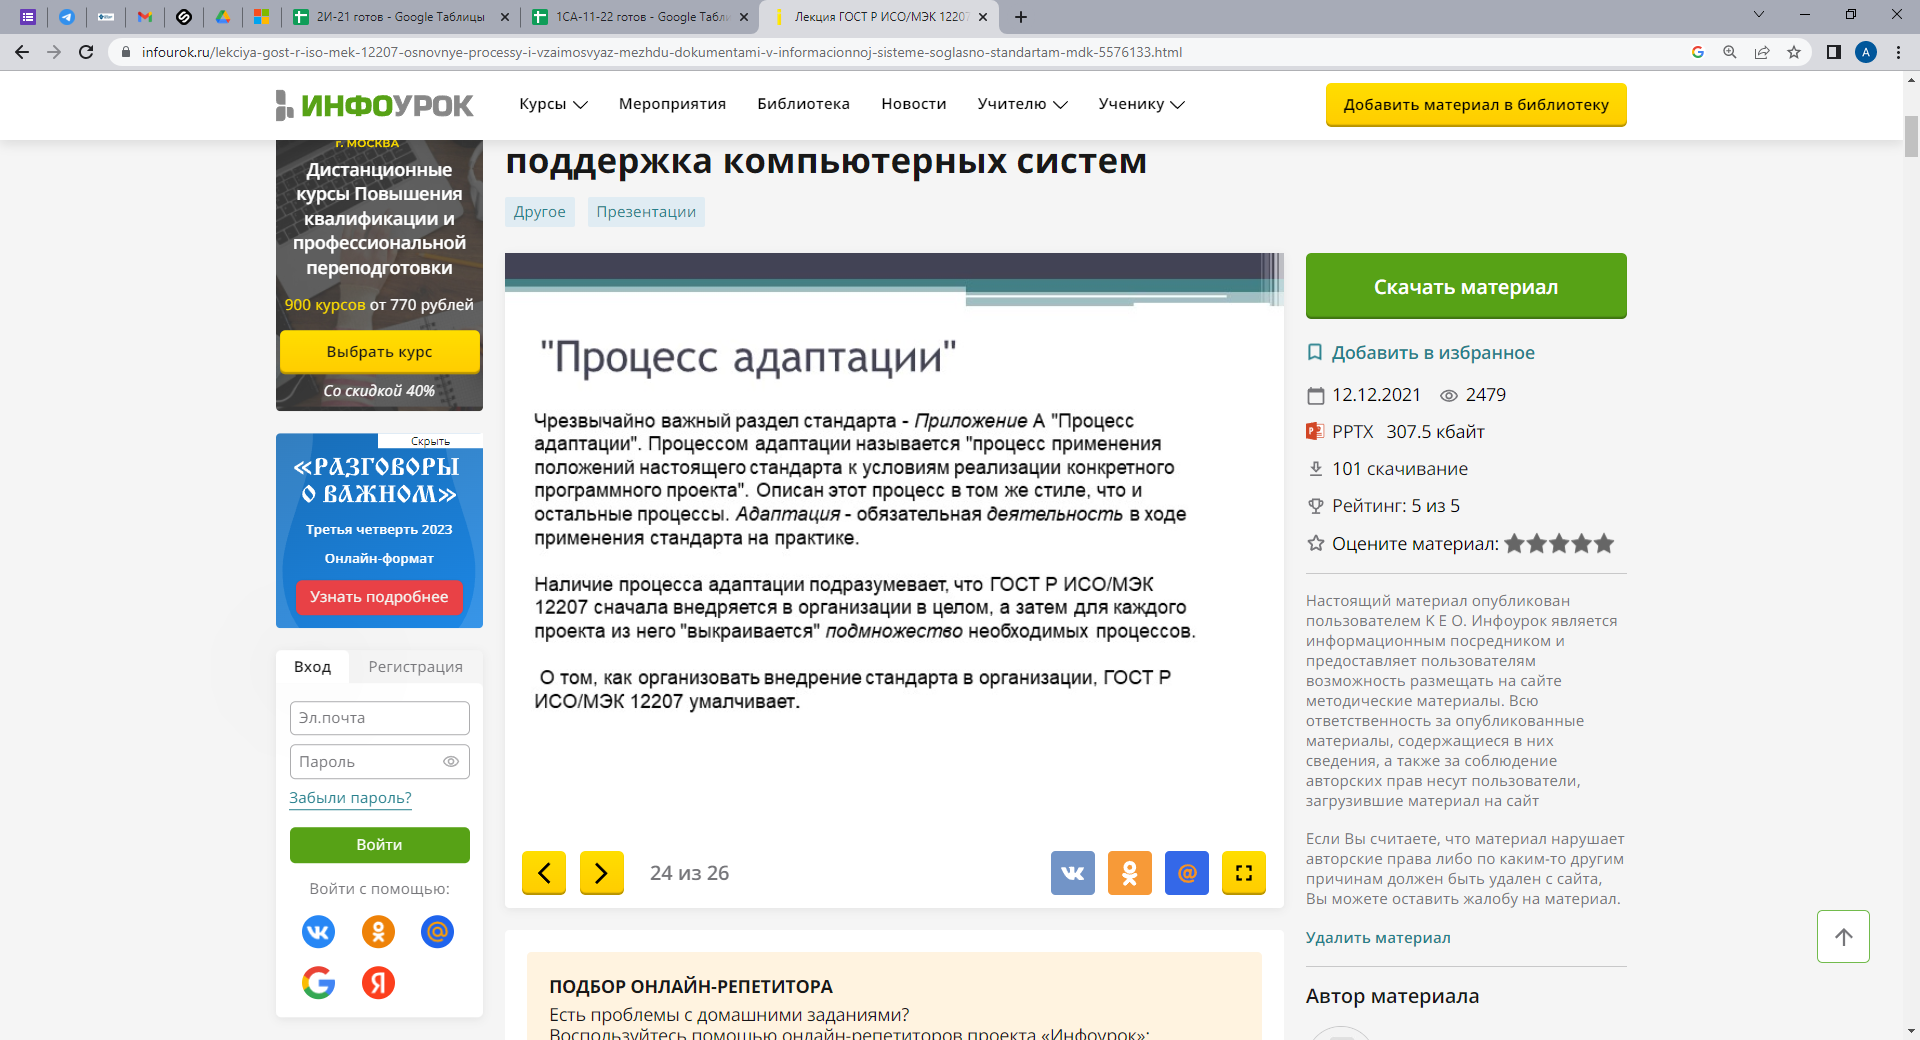 2И-21 готов - Google Таблицы
1СА-11-22 готов - Google Табл
Лекция ГОСТ Р ИСО/МЭК 12207
infourok.ru/lekciya-gost-r-iso-mek-12207-osnovnye-processy-i-vzaimosvyaz-mezhdu-dokumentami-v-informacionnoj-sisteme-soglasno-standartam-mdk-5576133.html
A
ИНФОУРОК
Курсы
Мероприятия
Библиотека
Новости
Учителю
Ученику
Добавить материал в библиотеку
г. МОСКВА
Дистанционные
курсы Повышения
квалификации и
профессиональной
переподготовки
900 курсов от 770 рублей
Выбрать курс
Со скидкой 40%
Скрыть
«РАЗГОВОРЫ
О ВАЖНОМ»
Третья четверть 2023
Онлайн-формат
Узнать подробнее
Вход
Регистрация
Эл.почта
Пароль
Забыли пароль?
Войти
Войти с помощью:
поддержка компьютерных систем
Другое
Презентации
"Процесс адаптации"
Чрезвычайно важный раздел стандарта - Приложение А "Процесс
адаптации". Процессом адаптации называется "процесс применения
положений настоящего стандарта к условиям реализации конкретного
программного проекта". Описан этот процесс в том же стиле, что и
остальные процессы. Адаптация - обязательная деятельность в ходе
применения стандарта на практике.
Наличие процесса адаптации подразумевает, что ГОСТ Р ИСО/МЭК
12207 сначала внедряется в организации в целом, а затем для каждого
проекта из него "выкраивается" подмножество необходимых процессов.
О том, как организовать внедрение стандарта в организации, ГОСТ Р
ИСО/МЭК 12207 умалчивает.
24 из 26
ПОДБОР ОНЛАЙН-РЕПЕТИТОРА
Есть проблемы с домашними заданиями?
Воспользуйтесь помощью онлайн-репетиторов проекта «Инфоурок»:
Скачать материал
Добавить в избранное
12.12.2021 2479
PPTX 307.5 кбайт
101 скачивание
Рейтинг: 5 из 5
Оцените материал:
Настоящий материал опубликован
пользователем K E O. Инфоурок является
информационным посредником и
предоставляет пользователям
возможность размещать на сайте
методические материалы. Всю
ответственность за опубликованные
материалы, содержащиеся в них
сведения, а также за соблюдение
авторских прав несут пользователи,
загрузившие материал на сайт
Если Вы считаете, что материал нарушает
авторские права либо по каким-то другим
причинам должен быть удален с сайта,
Вы можете оставить жалобу на материал.
Удалить материал
Автор материала